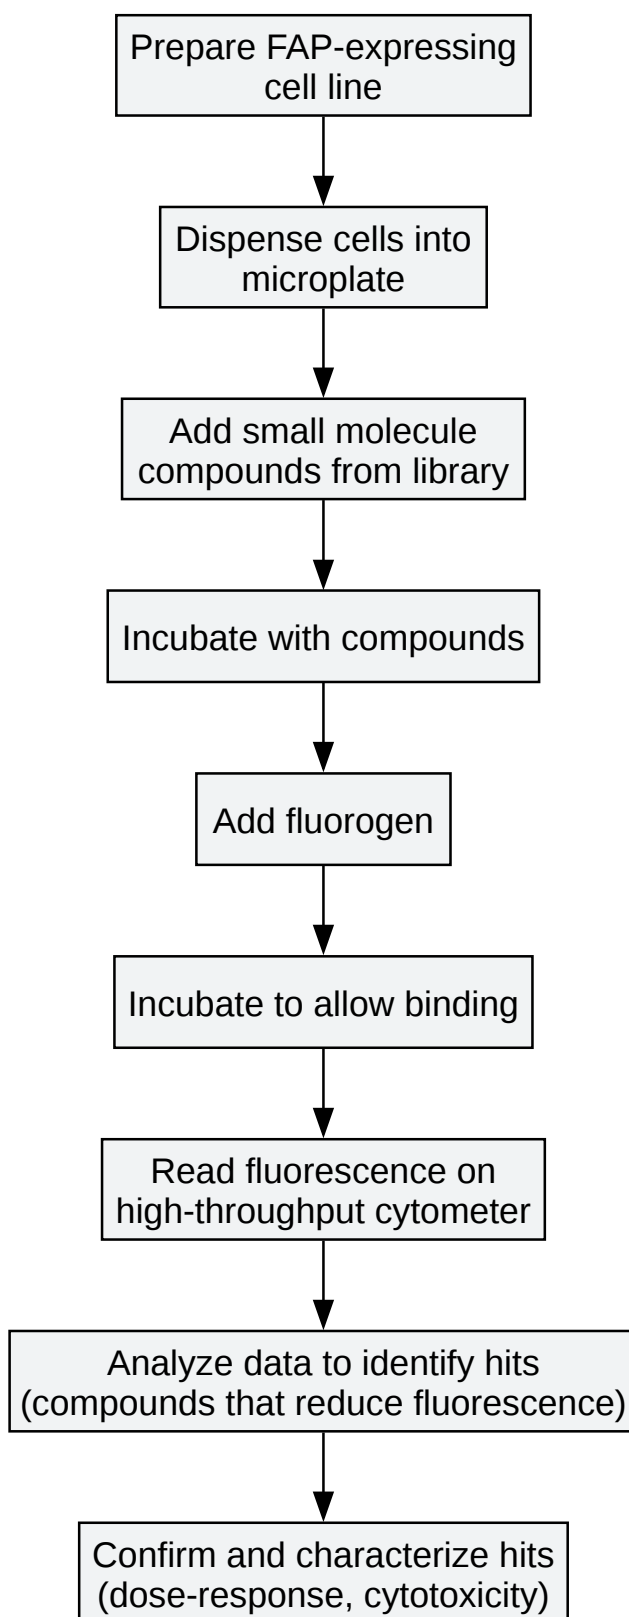 Prepare FAP-expressing
cell line
Dispense cells into
microplate
Add small molecule
compounds from library
Incubate with compounds
Add fluorogen
Incubate to allow binding
Read fluorescence on
high-throughput cytometer
Analyze data to identify hits
(compounds that reduce fluorescence)
Confirm and characterize hits
(dose-response, cytotoxicity)